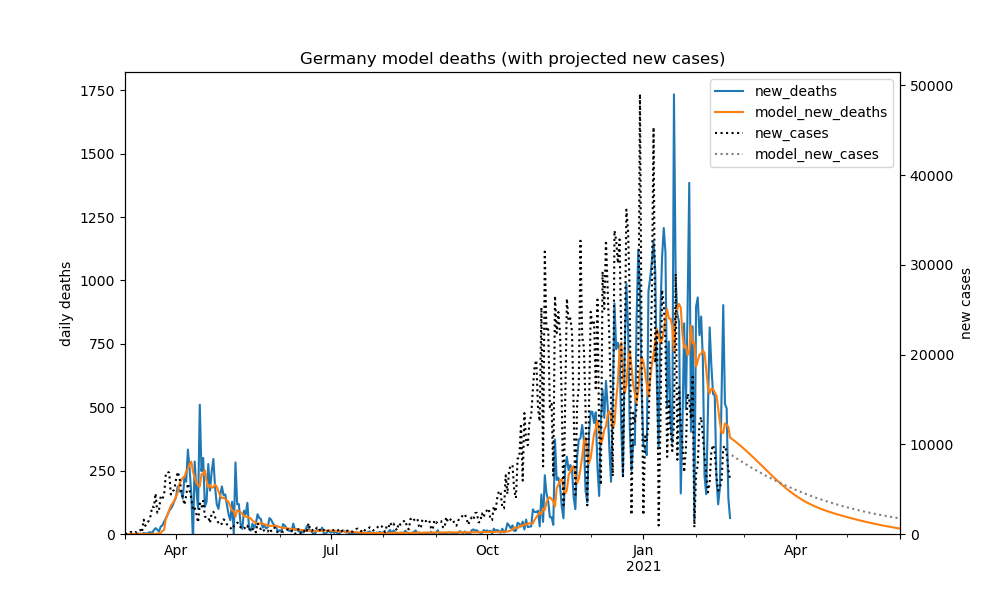 Germany model deaths (with projected new cases)
new_deaths
model_new_deaths
new_cases
model_new_cases
daily deaths
1750
1500
1250
1000
750
500
250
0
new cases
50000
40000
30000
20000
10000
0
Apr
Jul
Oct
Jan
2021
Apr